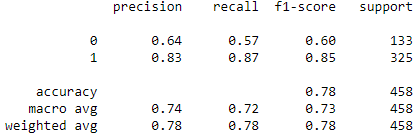 precision recall f1-score support
0 0.64 0.57 0.60 133
1 0.83 0.87 0.85 325
accuracy 0.78 458
macro avg 0.74 0.72 0.73 458
weighted avg 0.78 0.78 0.78 458